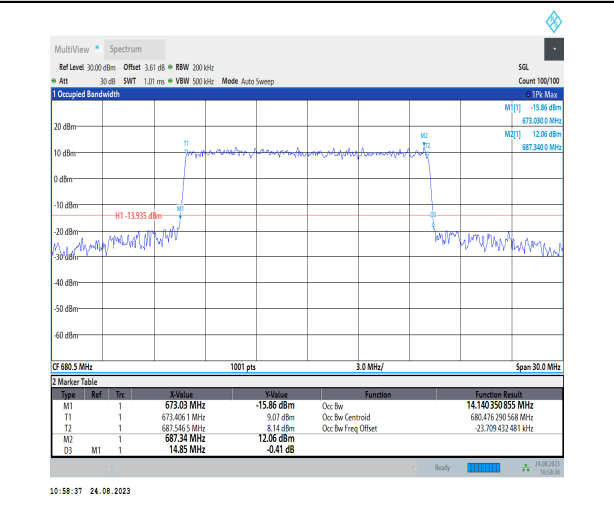 MultiView Spectrum
Ref Level 30.00 dBm Offset 3.61 dB RBW 200 kHz SGL
Att 30 dB SWT 1.01 ms VBW 500 kHz Mode Auto Sweep Count 100/100
1 Occupied Bandwidth 1Pk Max
M1[1] -15.86 dBm
673.030 0 MHz
M2[1] 12.06 dBm
687.340 0 MHz
20 dBm
M2
T1
T2
10 dBm
0 dBm
-10 dBm
M1
H1 -13.935 dBm
D3
-20 dBm
-30 dBm
-40 dBm
-50 dBm
-60 dBm
CF 680.5 MHz 1001 pts 3.0 MHz/ Span 30.0 MHz
2 Marker Table
Type Ref Trc X-Value Y-Value Function Function Result
M1 1 673.03 MHz -15.86 dBm Occ Bw 14.140 350 855 MHz
T1 1 673.406 1 MHz 9.07 dBm Occ Bw Centroid 680.476 290 568 MHz
T2 1 687.546 5 MHz 8.14 dBm Occ Bw Freq Offset -23.709 432 481 kHz
M2 1 687.34 MHz 12.06 dBm
D3 M1 1 14.85 MHz -0.41 dB
Ready 24.08.2023
10:58:36
10:58:37 24.08.2023